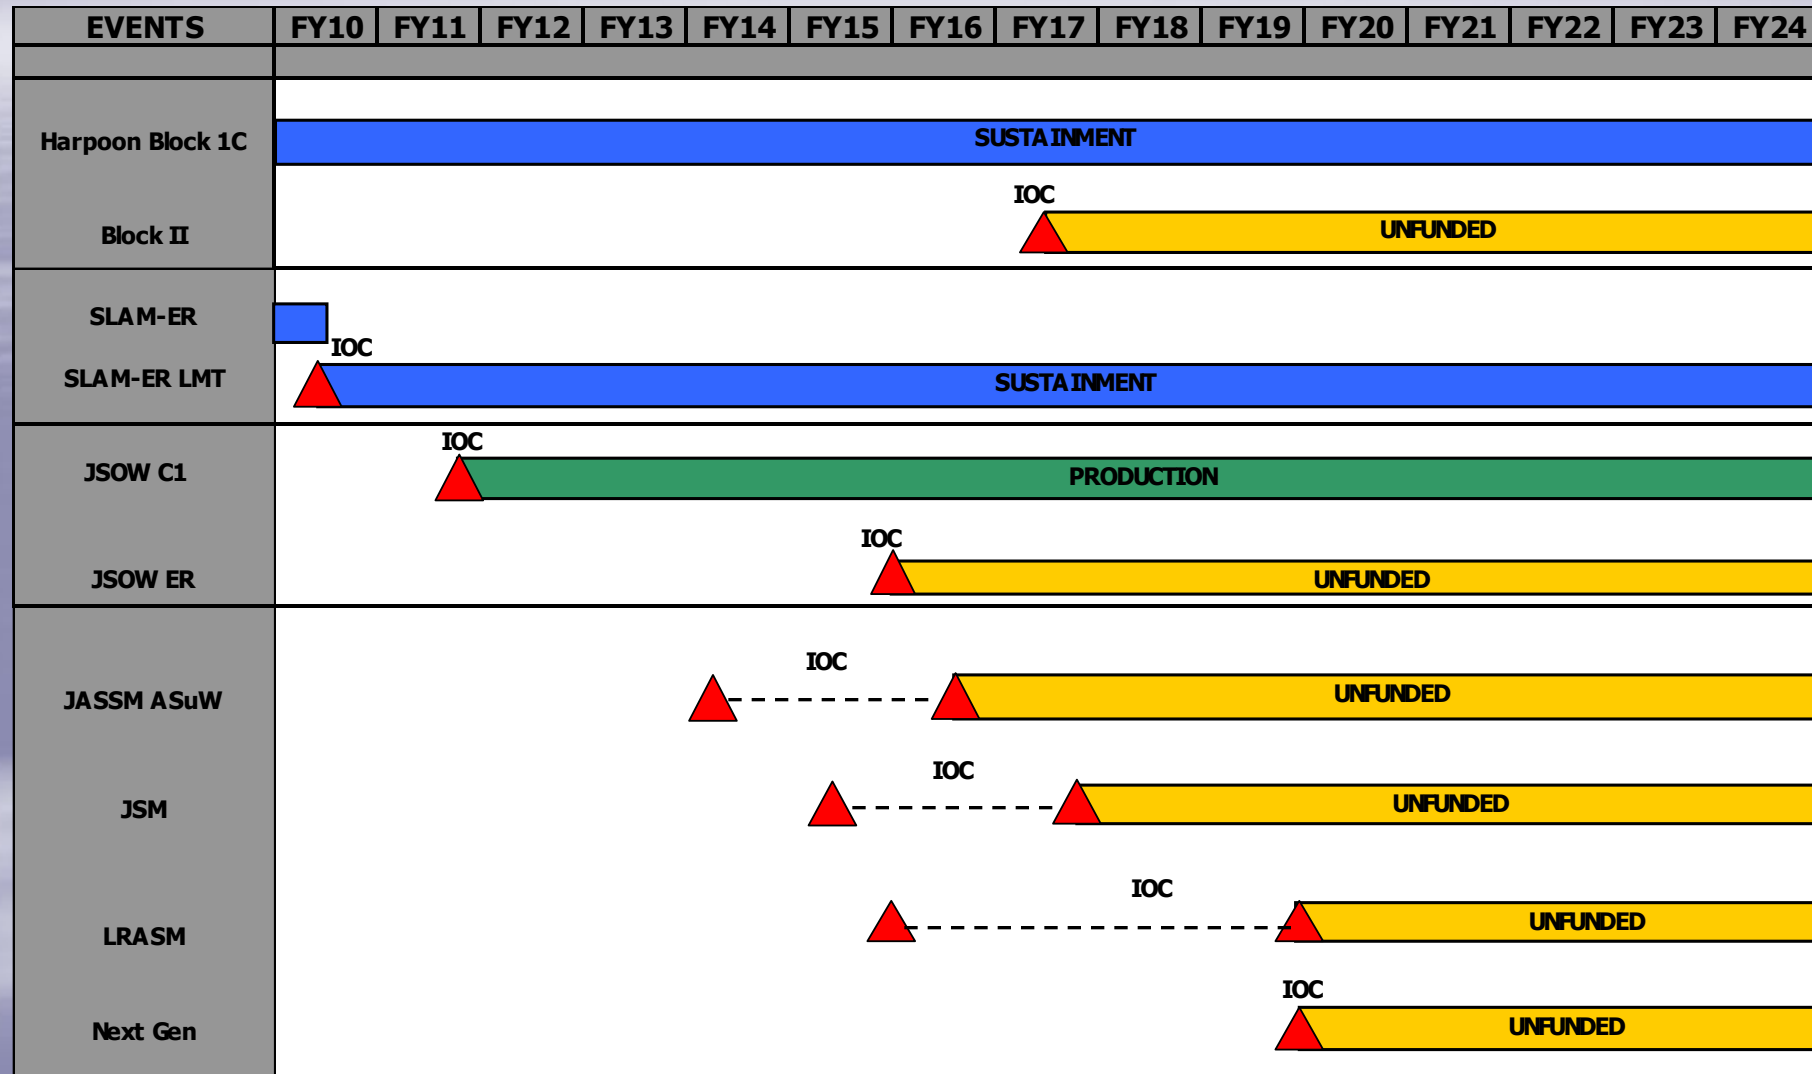 EVENTS FY10 FY11 FY12 FY13 FY14 FY15 FY16 FY17 FY18 FY19 FY20 FY21 FY22 FY23 FY24
Harpoon Block 1C SUSTAINMENT
IOC
Block II UNFUNDED
SLAM-ER
IOC
SLAM-ER LMT SUSTAINMENT
IOC
JSOW C1 PRODUCTION
IOC
JSOW ER UNFUNDED
IOC
JASSM ASuW UNFUNDED
IOC
JSM UNFUNDED
IOC
LRASM UNFUNDED
IOC
Next Gen UNFUNDED